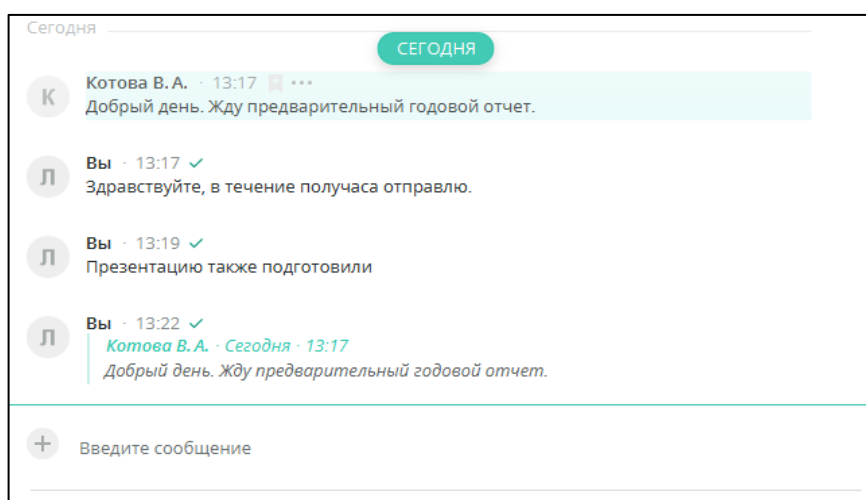 Сегодня
СЕГОДНЯ
К
Котова В. А. · 13:17
Добрый день. Жду предварительный годовой отчет.
Л
Вы · 13:17
Здравствуйте, в течение получаса отправлю.
Л
Вы · 13:19
Презентацию также подготовили
Л
Вы · 13:22
Котова В. А. · Сегодня · 13:17
Добрый день. Жду предварительный годовой отчет.
Введите сообщение